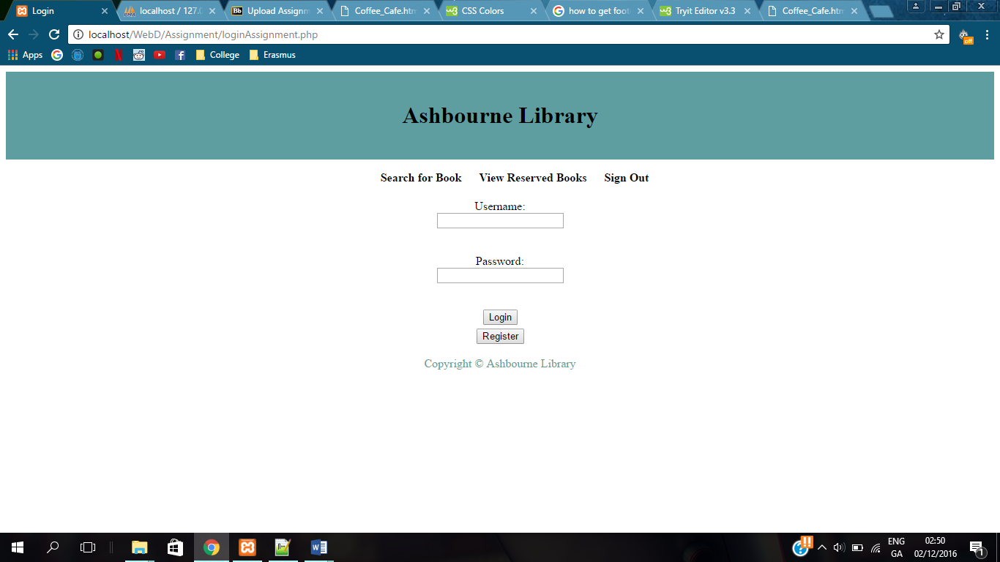 Login
localhost / 127.0
Upload Assignm
Coffee_Cafe.htm
CSS Colors
how to get foot
Tryit Editor v3.3
Coffee_Cafe.htm
localhost/WebD/Assignment/loginAssignment.php
off
Apps
College
Erasmus
Ashbourne Library
Search for Book View Reserved Books Sign Out
Username:
Password:
Login
Register
Copyright © Ashbourne Library
ENG
GA
02:50
02/12/2016
1